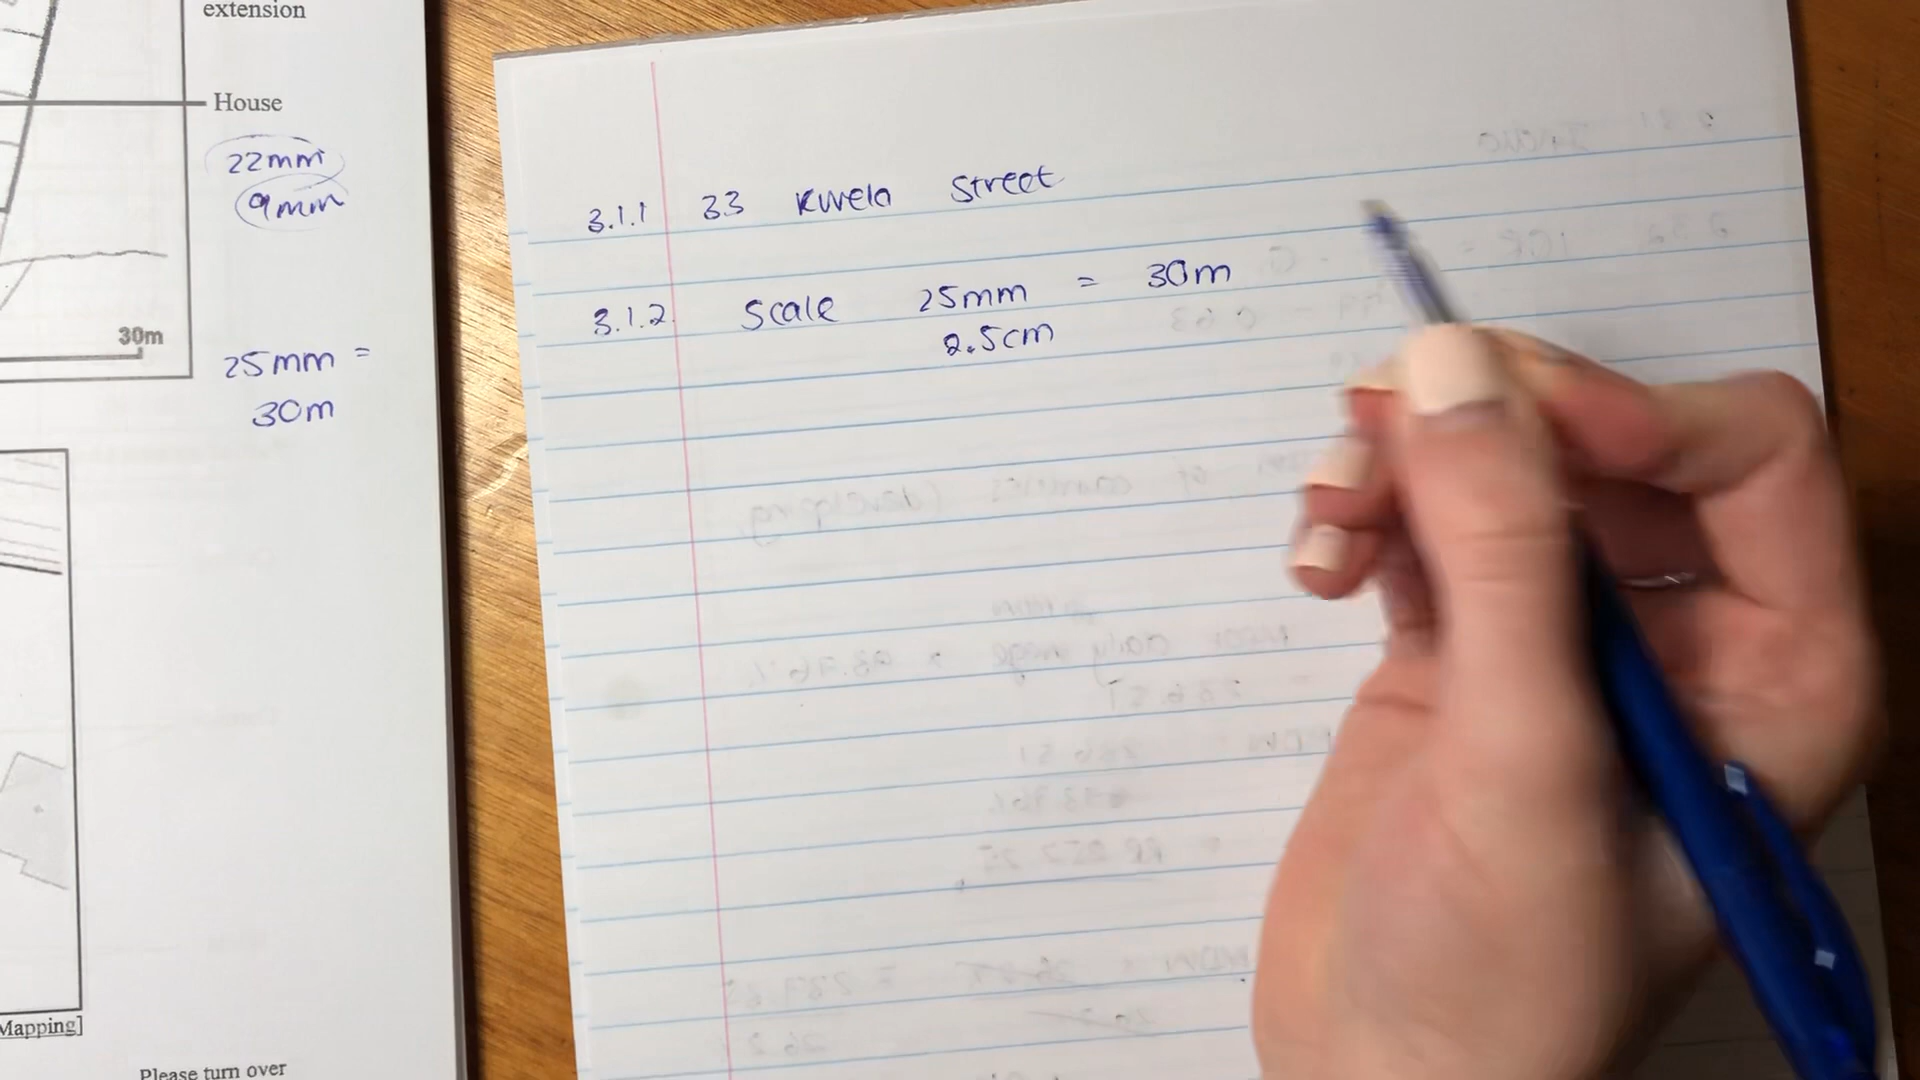 extension
House
22mm
9mm
30m
25mm =
30m
Mapping]
Please turn over
3.1.1 33 Kwela Street
3.1.2. Scale 25mm = 30m
2.5cm